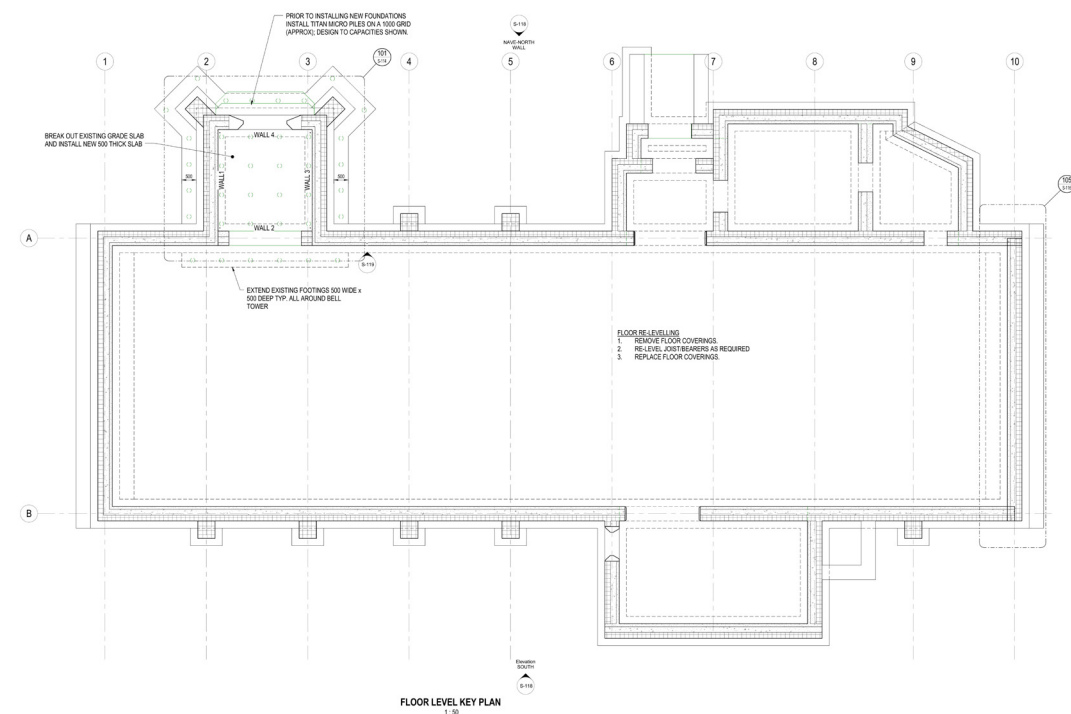 PRIOR TO INSTALLING NEW FOUNDATIONS
INSTALL TITAN MICRO PILES ON A 1000 GRID
(APPROX); DESIGN TO CAPACITIES SHOWN.
S-118
NAVE-NORTH
WALL
101
S-114
1
2
3
4
5
6
7
8
9
10
BREAK OUT EXISTING GRADE SLAB
AND INSTALL NEW 500 THICK SLAB
WALL 4
500
WALL1
WALL 3
500
WALL 2
105
A
S-119
EXTEND EXISTING FOOTINGS 500 WIDE x
500 DEEP TYP. ALL AROUND BELL
TOWER
FLOOR RE-LEVELLING
1. REMOVE FLOOR COVERINGS.
2. RE-LEVEL JOIST/BEARERS AS REQUIRED
3. REPLACE FLOOR COVERINGS.
B
Elevation
SOUTH
S-118
FLOOR LEVEL KEY PLAN
1 : 50